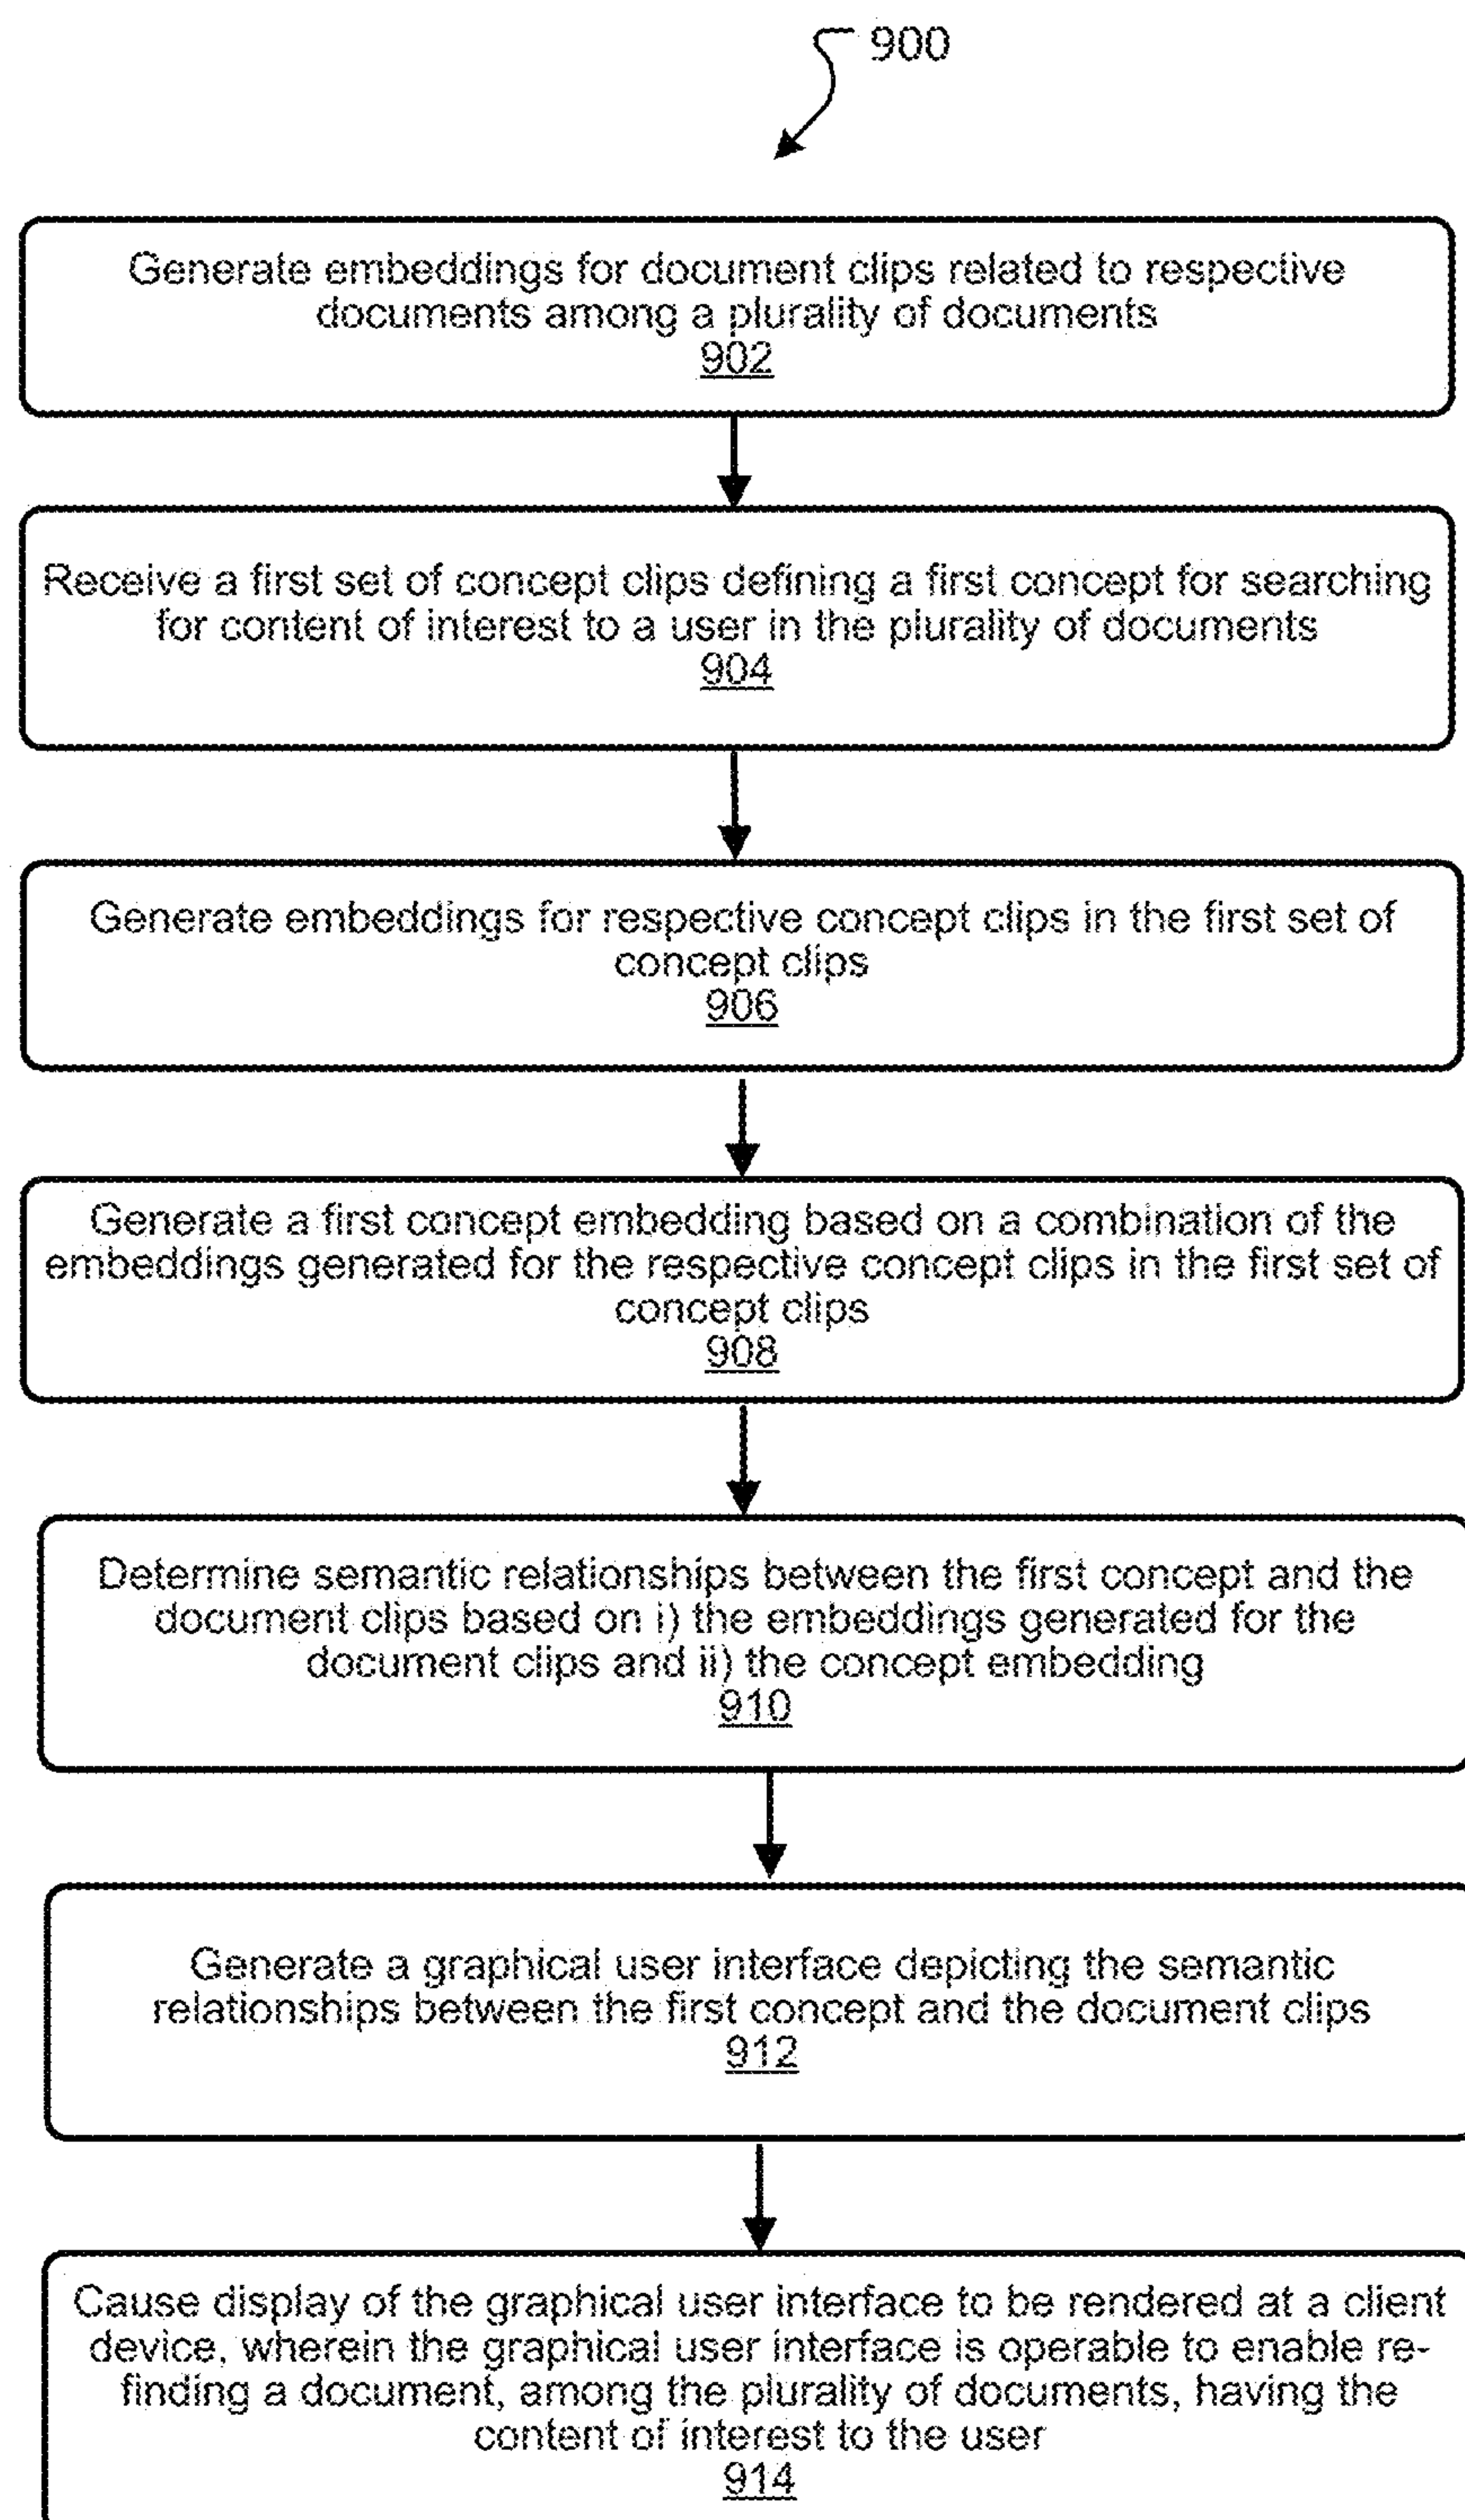 900
Generate embeddings for document clips related to respective
documents among a plurality of documents
902
Receive a first set of concept clips defining a first concept for searching
for content of interest to a user in the plurality of documents
904
Generate embeddings for respective concept clips in the first set of
concept clips
906
Generate a first concept embedding based on a combination of the
embeddings generated for the respective concept clips in the first set of
concept clips
908
Determine semantic relationships between the first concept and the
document clips based on i) the embeddings generated for the
document clips and ii) the concept embedding
910
Generate a graphical user interface depicting the semantic
relationships between the first concept and the document clips
912
Cause display of the graphical user interface to be rendered at a client
device, wherein the graphical user interface is operable to enable re-
finding a document, among the plurality of documents, having the
content of interest to the user
914